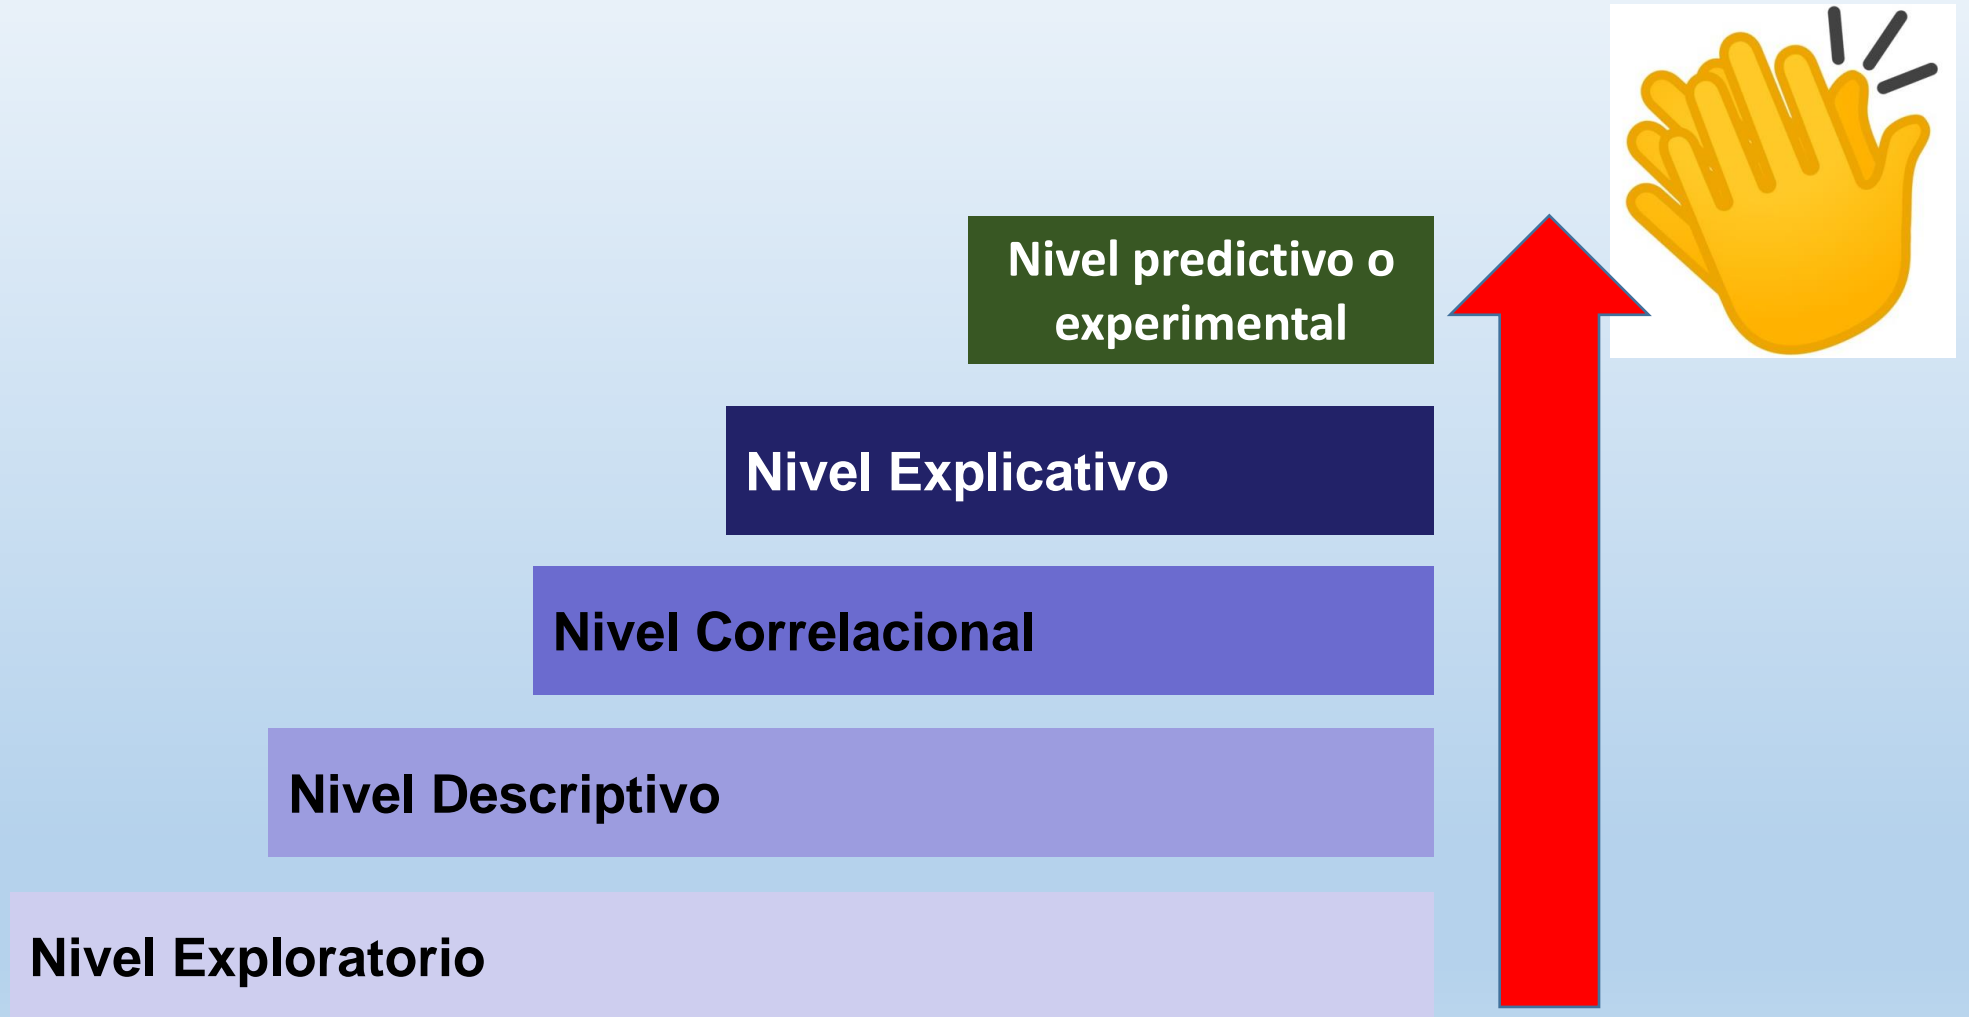 Nivel predictivo o
experimental
Nivel Explicativo
Nivel Correlacional
Nivel Descriptivo
Nivel Exploratorio